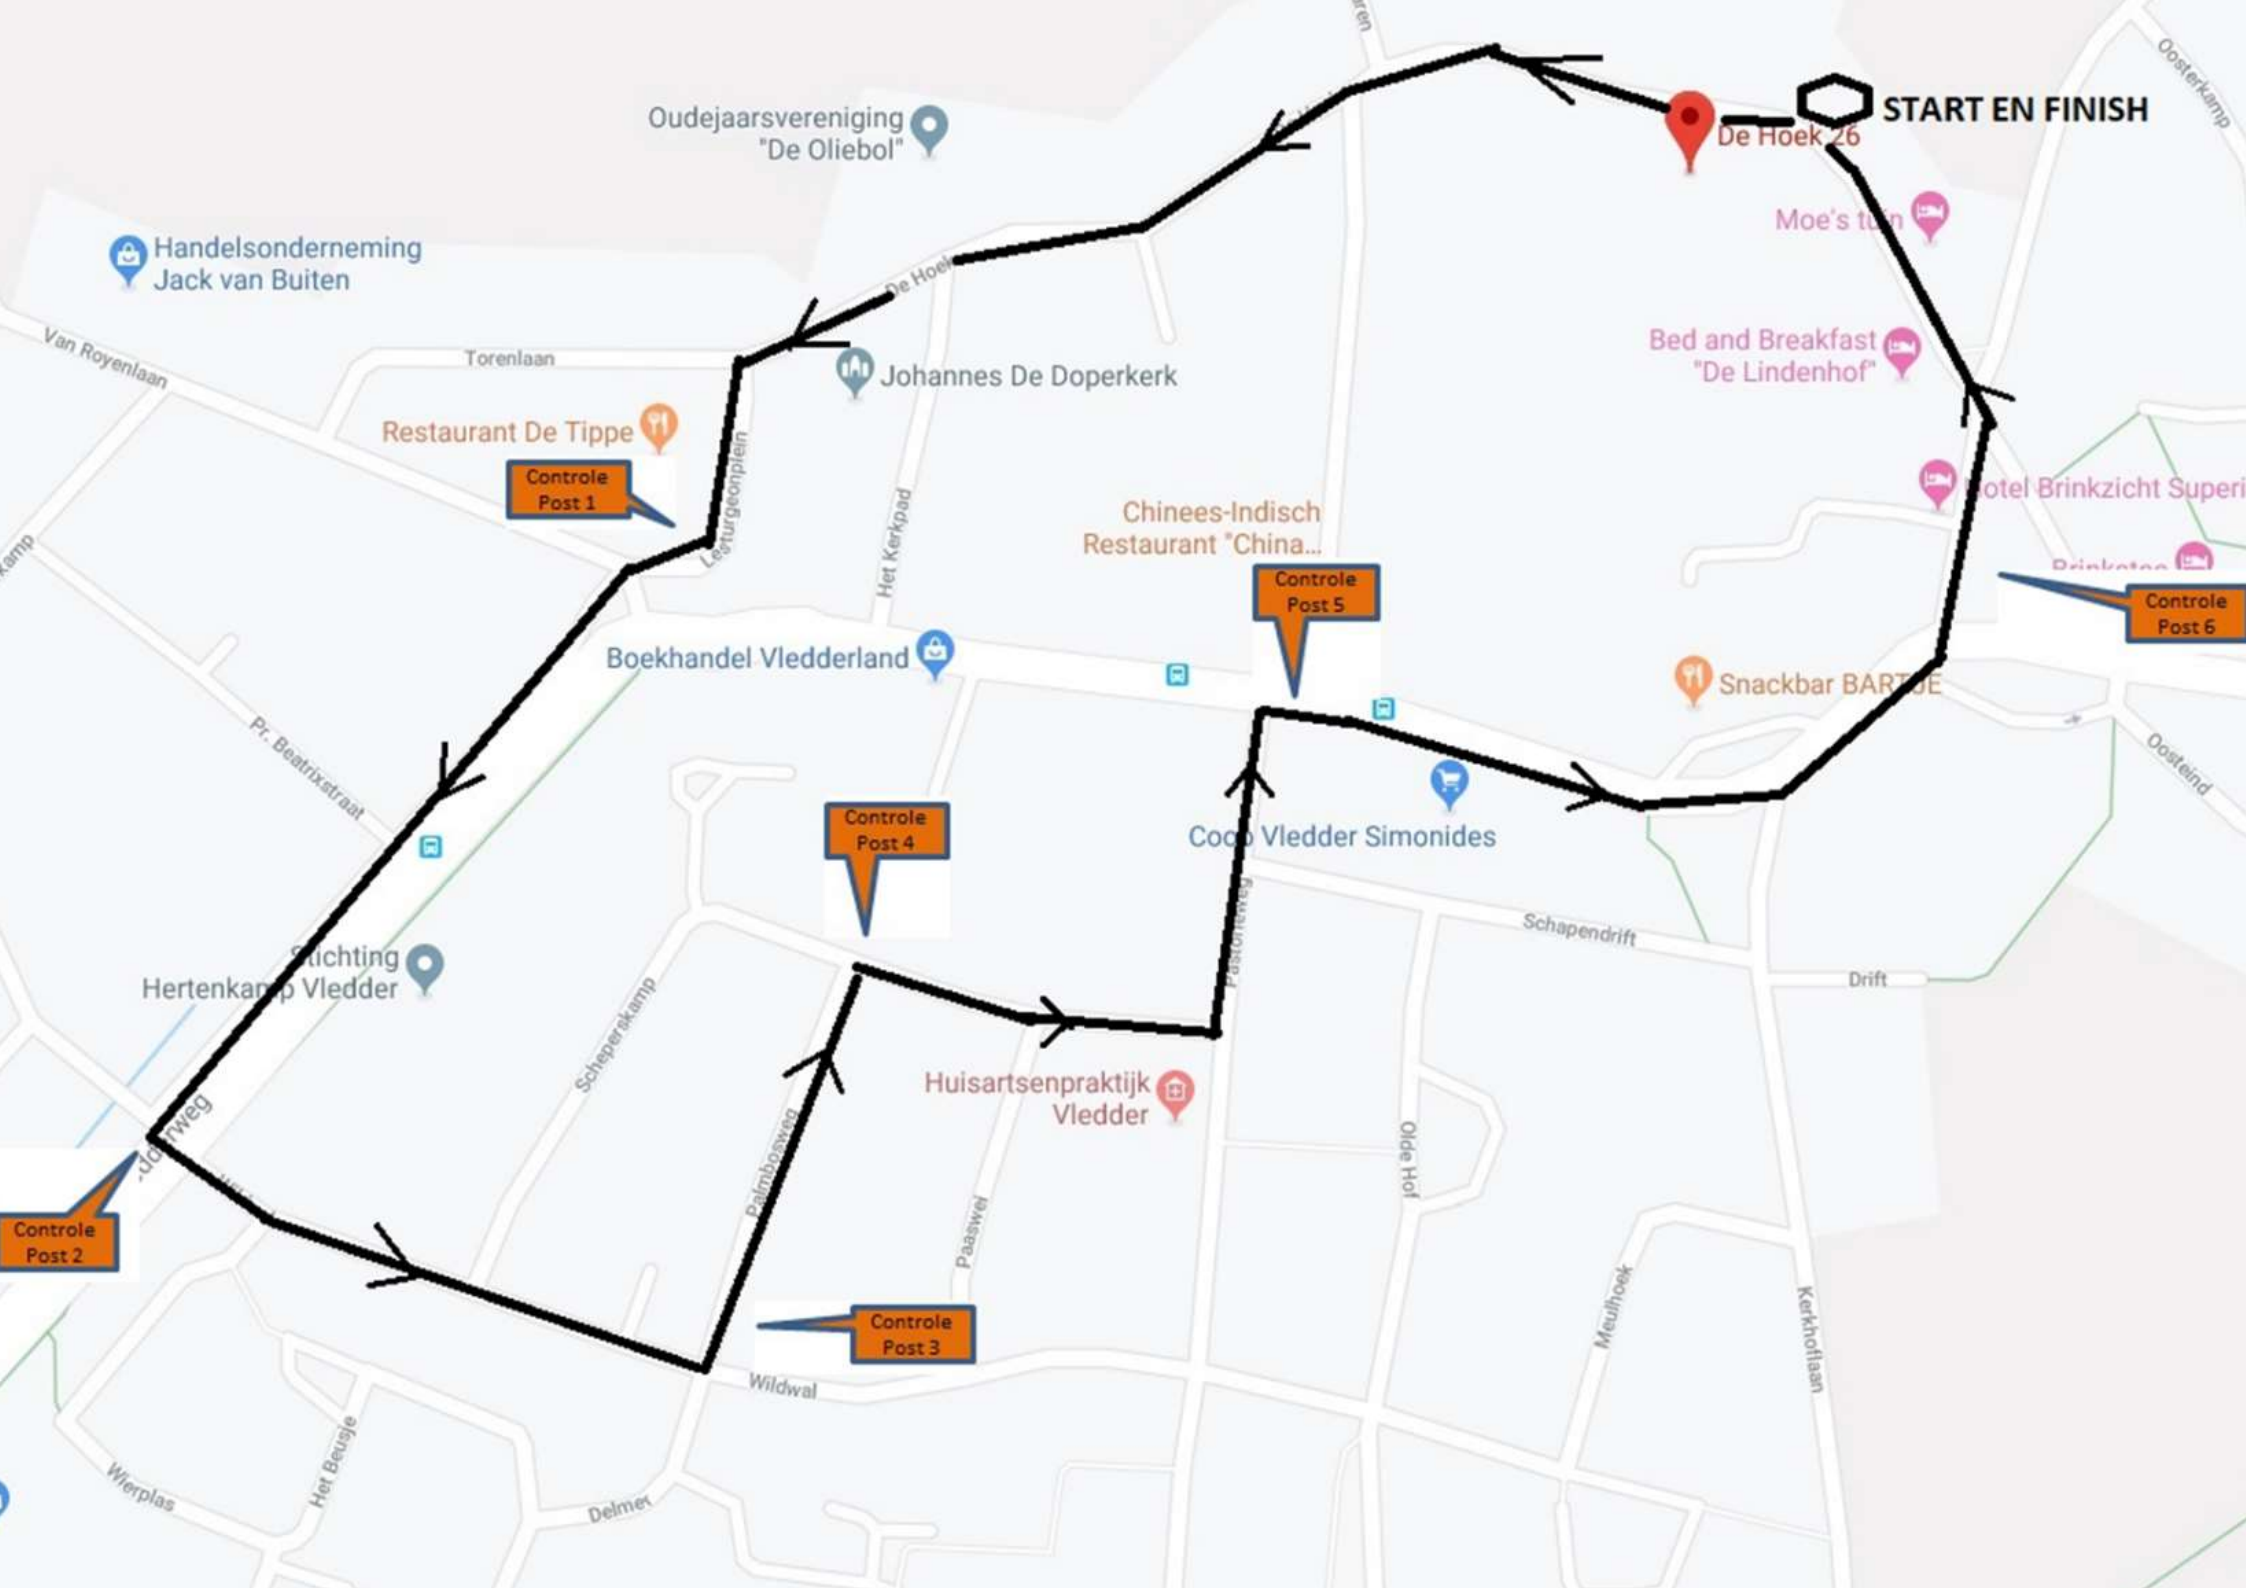 Oosterkamp
START EN FINISH
De Hoek 26
Oudejaarsvereniging
"De Oliebol"
Moe's tuin
Handelsonderneming
Jack van Buiten
De Hoek
Van Royenlaan
Torenlaan
Bed and Breakfast
"De Lindenhof"
Johannes De Doperkerk
Restaurant De Tippe
Controle
Post 1
Lesturgeonplein
Het Kerkpad
Chinees-Indisch
Restaurant "China...
Hotel Brinkzicht Superi
Controle
Post 5
Controle
Post 6
Boekhandel Vledderland
Snackbar BARTJE
Pr. Beatrixstraat
Oosteind
Controle
Post 4
Coop Vledder Simonides
Schapendrift
Drift
Stichting
Hertenkamp Vledder
Pastorieweg
Scheperskamp
Huisartsenpraktijk
Vledder
Palmbosweg
Olde Hof
Paaswei
Controle
Post 2
Controle
Post 3
Meulhoek
Kerkhoflaan
Wildwal
Het Beusje
Wierplas
Delmer